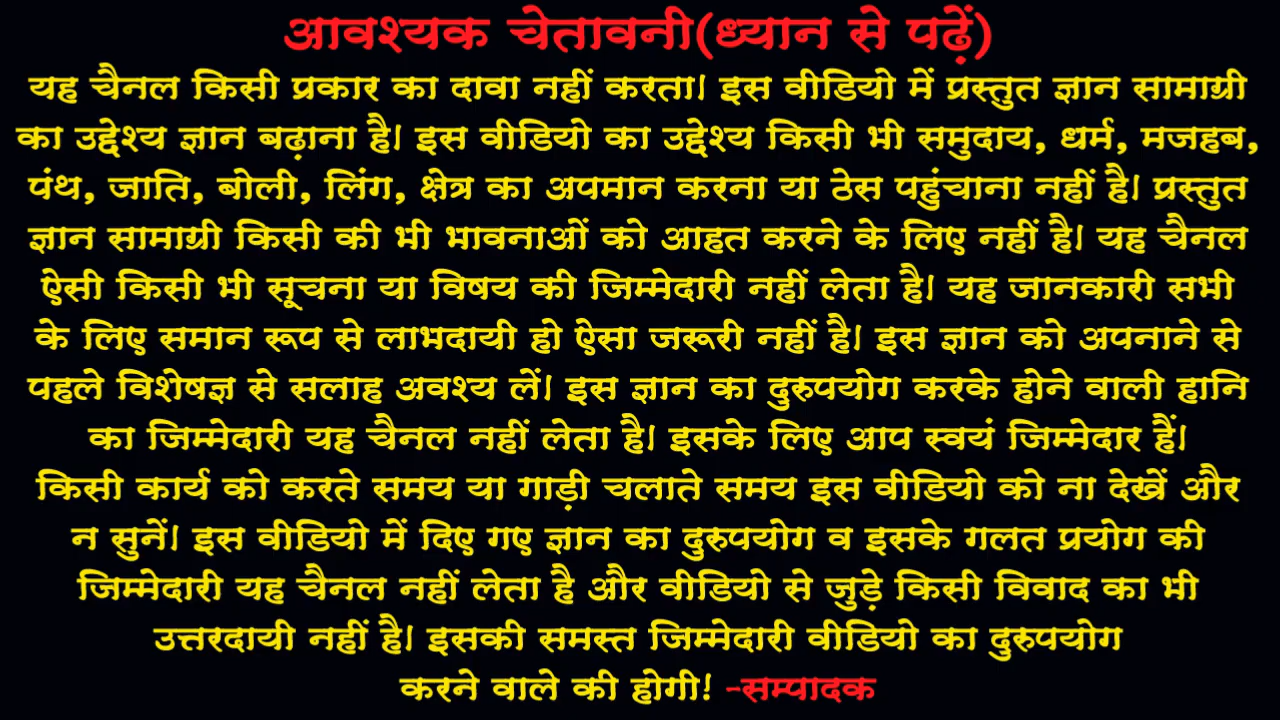 आवश्यक चेतावनी(ध्यान से पढ़ें)
यह चैनल किसी प्रकार का दावा नहीं करता। इस वीडियो में प्रस्तुत ज्ञान सामाग्री
का उद्देश्य ज्ञान बढ़ाना है। इस वीडियो का उद्देश्य किसी भी समुदाय, धर्म, मजहब,
पंथ, जाति, बोली, लिंग, क्षेत्र का अपमान करना या ठेस पहुंचाना नहीं है। प्रस्तुत
ज्ञान सामाग्री किसी की भी भावनाओं को आहत करने के लिए नहीं है। यह चैनल
ऐसी किसी भी सूचना या विषय की जिम्मेदारी नहीं लेता है। यह जानकारी सभी
के लिए समान रूप से लाभदायी हो ऐसा जरूरी नहीं है। इस ज्ञान को अपनाने से
पहले विशेषज्ञ से सलाह अवश्य लें। इस ज्ञान का दुरुपयोग करके होने वाली हानि
का जिम्मेदारी यह चैनल नहीं लेता है। इसके लिए आप स्वयं जिम्मेदार हैं।
किसी कार्य को करते समय या गाड़ी चलाते समय इस वीडियो को ना देखें और
न सुनें। इस वीडियो में दिए गए ज्ञान का दुरुपयोग व इसके गलत प्रयोग की
जिम्मेदारी यह चैनल नहीं लेता है और वीडियो से जुड़े किसी विवाद का भी
उत्तरदायी नहीं है। इसकी समस्त जिम्मेदारी वीडियो का दुरुपयोग
करने वाले की होगी! -सम्पादक